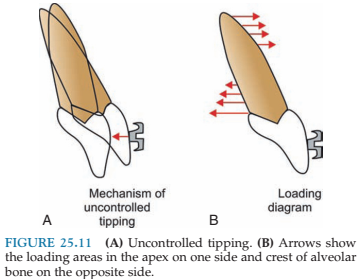 Mechanism of
uncontrolled
tipping
A
Loading
diagram
B
FIGURE 25.11 (A) Uncontrolled tipping. (B) Arrows show
the loading areas in the apex on one side and crest of alveolar
bone on the opposite side.